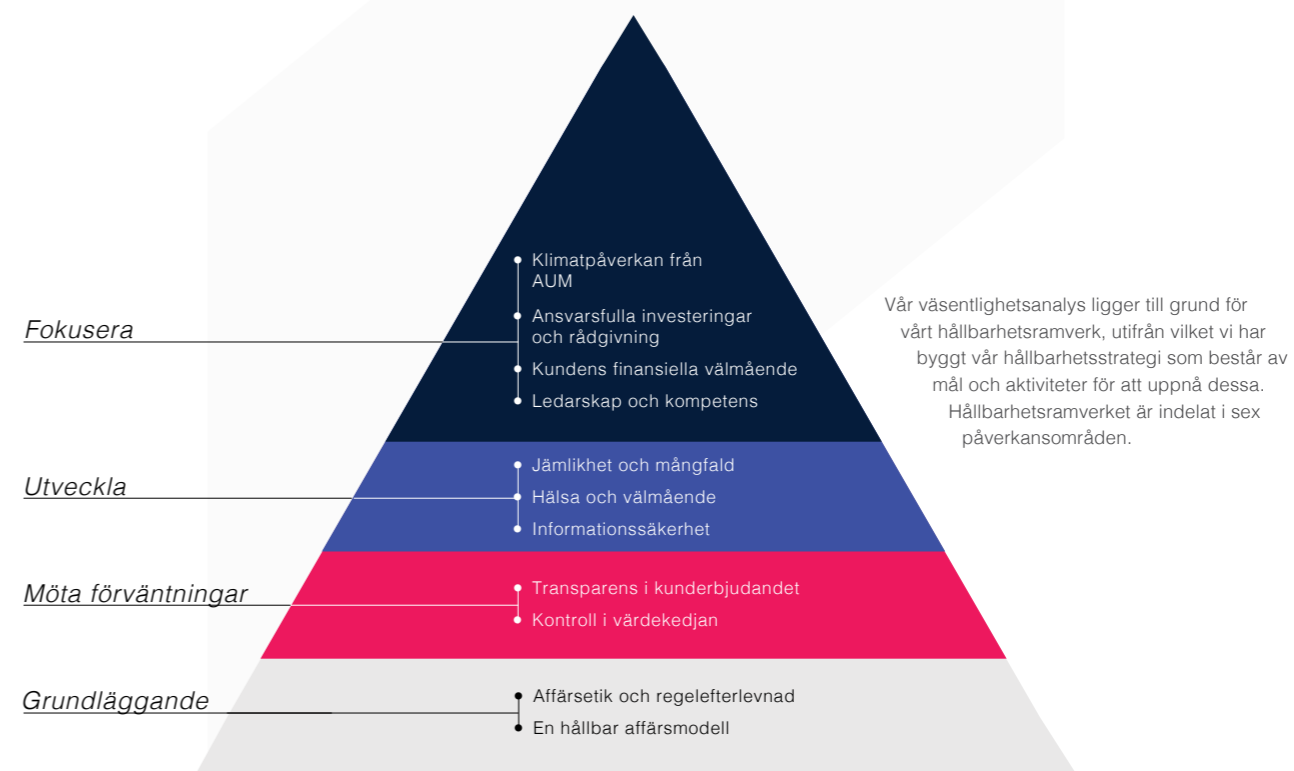 Klimatpåverkan från
AUM
Ansvarsfulla investeringar
och rådgivning
Fokusera
Kundens finansiella välmående
Ledarskap och kompetens
Vår väsentlighetsanalys ligger till grund för
vårt hållbarhetsramverk, utifrån vilket vi har
byggt vår hållbarhetsstrategi som består av
mål och aktiviteter för att uppnå dessa.
Hållbarhetsramverket är indelat i sex
påverkansområden.
Jämlikhet och mångfald
Utveckla
Hälsa och välmående
Informationssäkerhet
Möta förväntningar
Transparens i kunderbjudandet
Kontroll i värdekedjan
Grundläggande
Affärsetik och regelefterlevnad
En hållbar affärsmodell